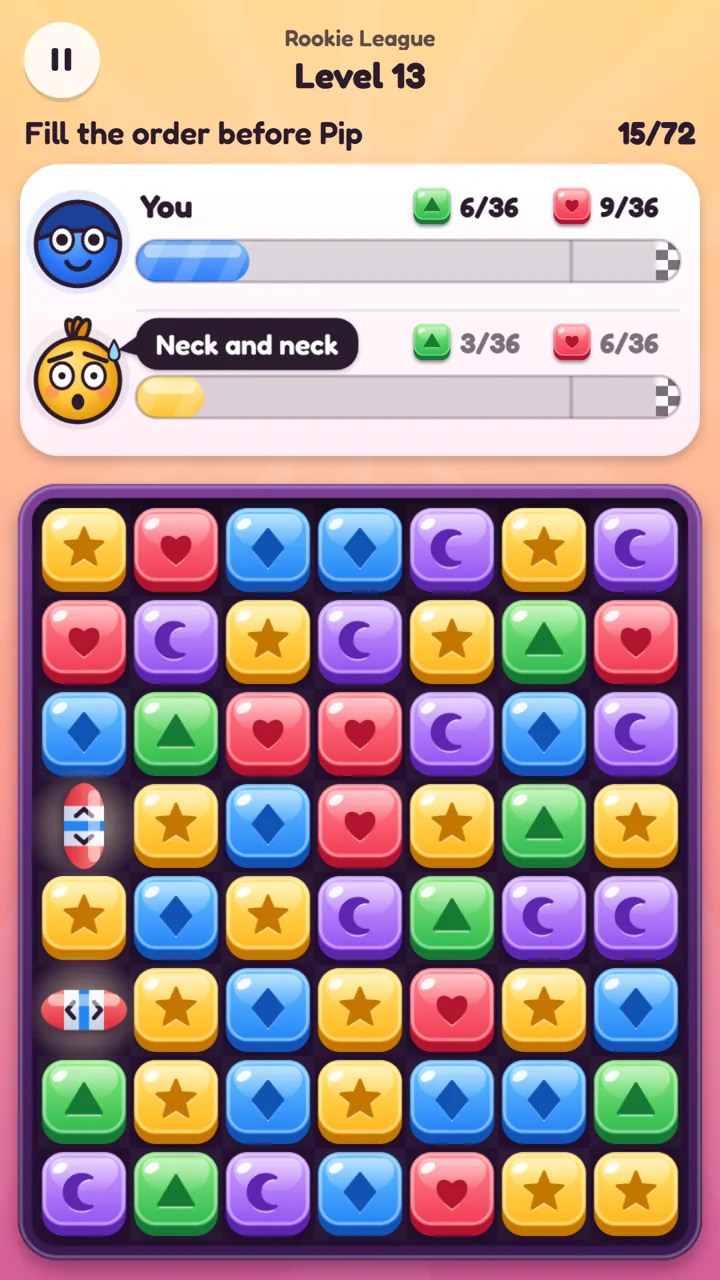 Rookie League
Level 13
Fill the order before Pip 15/72
You 6/36 9/36
Neck and neck 3/36 6/36